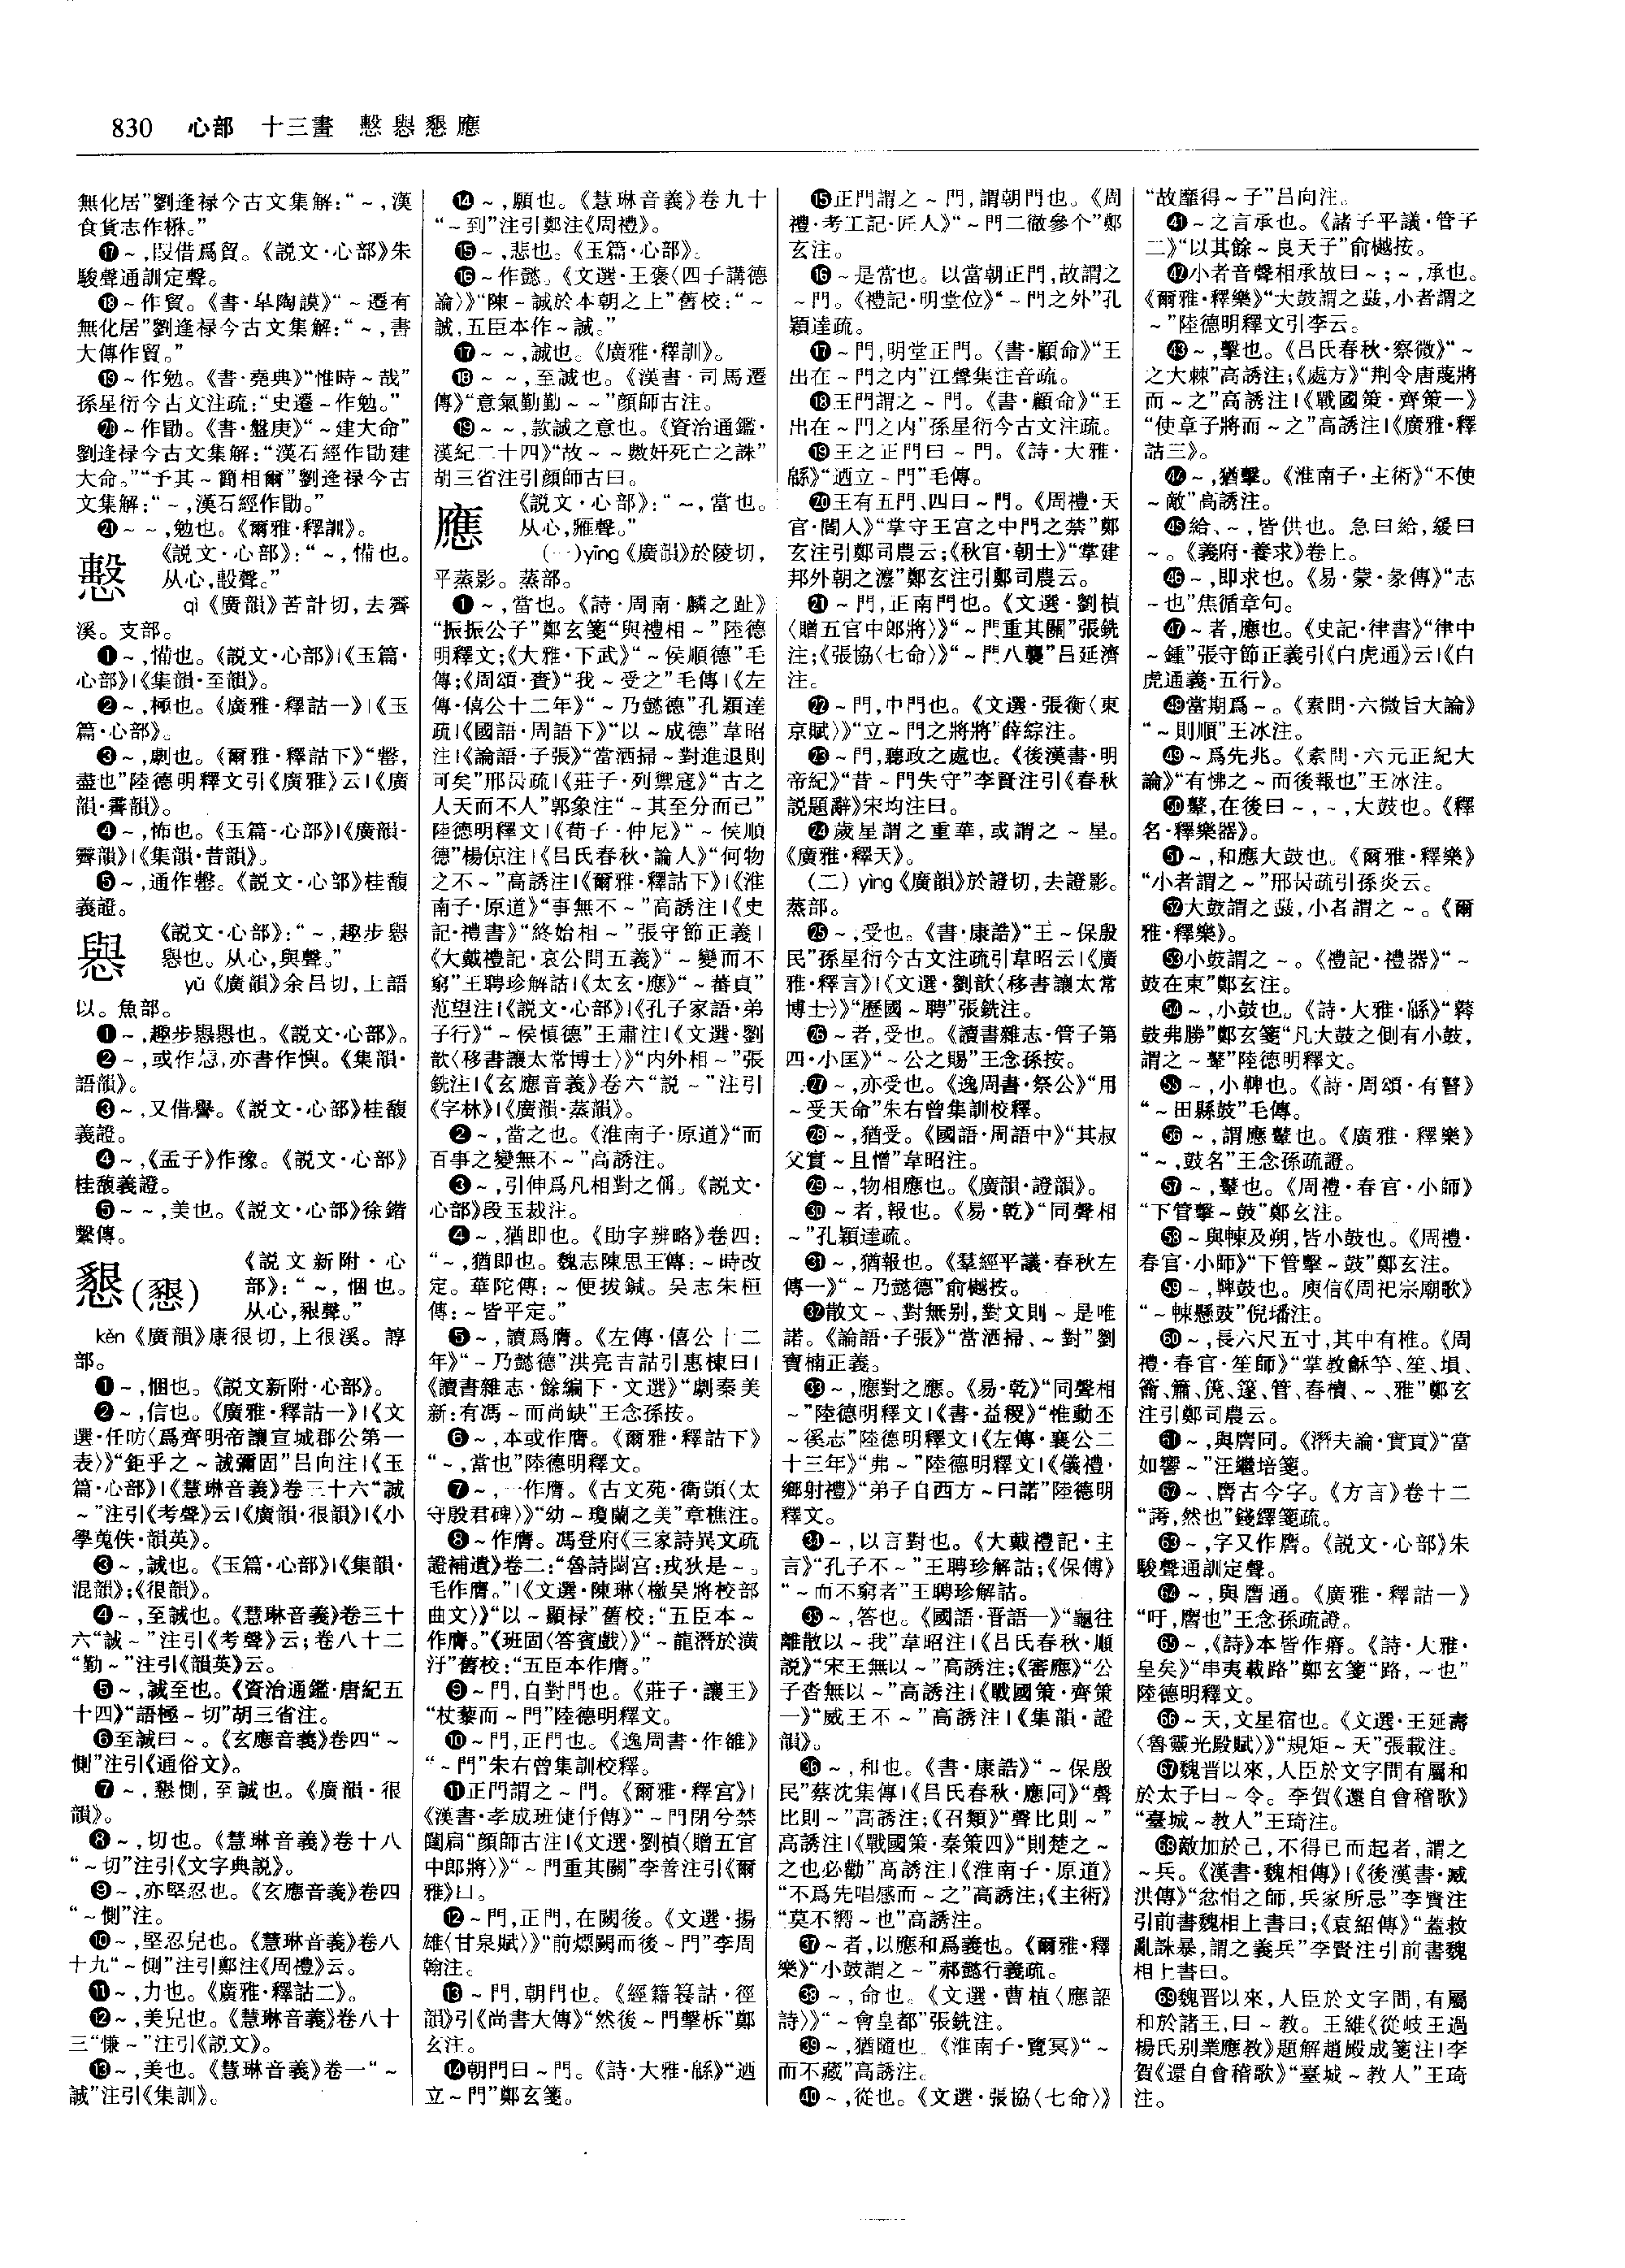 830 心部 十三畫 憼 懇 應
無化居”劉逢禄今古文集解：“～，漢
食貨志作楙。”
⓱～，叚借爲貿。《説文·心部》朱
駿聲通訓定聲。
⓲～作貿。《書·皋陶謨》“～遷有
無化居”劉逢禄今古文集解：“～，書
大傳作貿。”
⓳～作勉。《書·堯典》“惟時～哉”
孫星衍今古文注疏：“史遷～作勉。”
⓴～作勖。《書·盤庚》“～建大命”
劉逢禄今古文集解：“漢石經作勖建
大命。”“予其～簡相爾”劉逢禄今古
文集解：“～，漢石經作勖。”
㉑～～，勉也。《爾雅·釋訓》。
《説文·心部》：“～，㤥也。
从心，毄聲。”
qì《廣韻》苦計切，去霽
溪。支部。
❶～，㤥也。《説文·心部》|《玉篇·
心部》|《集韻·至韻》。
❷～，極也。《廣雅·釋詁一》|《玉
篇·心部》。
❸～，劇也。《爾雅·釋詁下》“罄，
盡也”陸德明釋文引《廣雅》云|《廣
韻·霽韻》。
❹～，怖也。《玉篇·心部》|《廣韻·
霽韻》|《集韻·昔韻》。
❺～，通作罄。《説文·心部》桂馥
義證。
懙
《説文·心部》：“～，趣步懙
懙也。从心，與聲。”
yǔ《廣韻》余呂切，上語
以。魚部。
❶～，趣步懙懙也。《説文·心部》。
❷～，或作忢，亦書作懊。《集韻·
語韻》。
❸～，又借譽。《説文·心部》桂馥
義證。
❹～，《孟子》作豫。《説文·心部》
桂馥義證。
❺～～，美也。《説文·心部》徐鍇
繫傳。
懇
《説文新附·心
部》：“～，悃也。
从心，豤聲。”
kěn《廣韻》康很切，上很溪。諄
部。
❶～，悃也。《説文新附·心部》。
❷～，信也。《廣雅·釋詁一》|《文
選·任昉〈爲齊明帝讓宣城郡公第一
表〉》“鉅乎之～誠彌固”呂向注|《玉
篇·心部》|《慧琳音義》卷三十六“誠
～”注引《考聲》云|《廣韻·很韻》|《小
學蒐佚·韻英》。
❸～，誠也。《玉篇·心部》|《集韻·
混韻》；《很韻》。
❹～，至誠也。《慧琳音義》卷三十
六“誠～”注引《考聲》云；卷八十二
“勤～”注引《韻英》云。
❺～，誠至也。《資治通鑑·唐紀五
十四》“語極～切”胡三省注。
❻至誠曰～。《玄應音義》卷四“～
惻”注引《通俗文》。
❼～，懇惻，至誠也。《廣韻·很
韻》。
❽～，切也。《慧琳音義》卷十八
“～切”注引《文字典説》。
❾～，亦堅忍也。《玄應音義》卷四
“～惻”注。
❿～，堅忍皃也。《慧琳音義》卷八
十九“～惻”注引鄭注《周禮》云。
⓫～，力也。《廣雅·釋詁二》。
⓬～，美皃也。《慧琳音義》卷八十
三“慊～”注引《説文》。
⓭～，美也。《慧琳音義》卷一“～
誠”注引《集訓》。
⓮～，願也。《慧琳音義》卷九十
“～到”注引鄭注《周禮》。
⓯～，悲也。《玉篇·心部》。
⓰～作懿。《文選·王褒〈四子講德
論〉》“陳～誠於本朝之上”舊校：“～
誠，五臣本作～誠。”
⓱～～，誠也。《廣雅·釋訓》。
⓲～～，至誠也。《漢書·司馬遷
傳》“意氣勤勤～～”顔師古注。
⓳～～，款誠之意也。《資治通鑑·
漢紀二十四》“故～～數奸死亡之誅”
胡三省注引顔師古曰。
應
《説文·心部》：“～，當也。
从心，䧹聲。”
（一）yīng《廣韻》於陵切，
平蒸影。蒸部。
❶～，當也。《詩·周南·麟之趾》
“振振公子”鄭玄箋“與禮相～”陸德
明釋文；《大雅·下武》“～侯順德”毛
傳；《周頌·賚》“我～受之”毛傳|《左
傳·僖公十二年》“～乃懿德”孔穎達
疏|《國語·周語下》“以～成德”韋昭
注|《論語·子張》“當洒掃～對進退則
可矣”邢昺疏|《莊子·列禦寇》“古之
人天而不人”郭象注“～其至分而已”
陸德明釋文|《荀子·仲尼》“～侯順
德”楊倞注|《吕氏春秋·論人》“何物
之不～”高誘注|《爾雅·釋詁下》|《淮
南子·原道》“事無不～”高誘注|《史
記·禮書》“終始相～”張守節正義|
《大戴禮記·哀公問五義》“～變而不
窮”王聘珍解詁|《太玄·應》“～蕃貞”
范望注|《説文·心部》|《孔子家語·弟
子行》“～侯慎德”王肅注|《文選·劉
歆〈移書讓太常博士〉》“内外相～”張
銑注|《玄應音義》卷六“説～”注引
《字林》|《廣韻·蒸韻》。
❷～，當之也。《淮南子·原道》“而
百事之變無不～”高誘注。
❸～，引伸爲凡相對之偁。《説文·
心部》段玉裁注。
❹～，猶即也。《助字辨略》卷四：
“～，猶即也。魏志陳思王傳：～時改
定。華陀傳：～便拔鍼。吴志朱桓
傳：～皆平定。”
❺～，讀爲膺。《左傳·僖公十二
年》“～乃懿德”洪亮吉詁引惠棟曰|
《讀書雜志·餘編下·文選》“劇秦美
新：有馮～而尚缺”王念孫按。
❻～，本或作膺。《爾雅·釋詁下》
“～，當也”陸德明釋文。
❼～，一作膺。《古文苑·衛顗〈太
守殷君碑〉》“幼～瓊蘭之美”章樵注。
❽～作膺。馮登府《三家詩異文疏
證補遺》卷二：“魯詩閟宫：戎狄是～。
毛作膺。”|《文選·陳琳〈檄吴將校部
曲文〉》“以～顯禄”舊校：“五臣本～
作膺。”《班固〈答賓戲〉》“～龍潛於潢
汙”舊校：“五臣本作膺。”
❾～門，自對門也。《莊子·讓王》
“杖藜而～門”陸德明釋文。
❿～門，正門也。《逸周書·作雒》
“～門”朱右曾集訓校釋。
⓫正門謂之～門。《爾雅·釋宫》|
《漢書·孝成班倢伃傳》“～門閉兮禁
闥扃”顔師古注|《文選·劉楨〈贈五官
中郎將〉》“～門重其關”李善注引《爾
雅》曰。
⓬～門，正門，在闕後。《文選·揚
雄〈甘泉賦〉》“前熛闕而後～門”李周
翰注。
⓭～門，朝門也。《經籍籑詁·徑
韻》引《尚書大傳》“然後～門擊柝”鄭
玄注。
⓮朝門曰～門。《詩·大雅·緜》“迺
立～門”鄭玄箋。
⓯正門謂之～門，謂朝門也。《周
禮·考工記·匠人》“～門二徹參个”鄭
玄注。
⓰～是當也。以當朝正門，故謂之
～門。《禮記·明堂位》“～門之外”孔
穎達疏。
⓱～門，明堂正門。《書·顧命》“王
出在～門之内”江聲集注音疏。
⓲王門謂之～門。《書·顧命》“王
出在～門之内”孫星衍今古文注疏。
⓳王之正門曰～門。《詩·大雅·
緜》“迺立～門”毛傳。
⓴王有五門，四曰～門。《周禮·天
官·閽人》“掌守王宫之中門之禁”鄭
玄注引鄭司農云；《秋官·朝士》“掌建
邦外朝之灋”鄭玄注引鄭司農云。
㉑～門，正南門也。《文選·劉楨
〈贈五官中郎將〉》“～門重其關”張銑
注；《張協〈七命〉》“～門八襲”呂延濟
注。
㉒～門，中門也。《文選·張衡〈東
京賦〉》“立～門之將將”薛綜注。
㉓～門，聽政之處也。《後漢書·明
帝紀》“昔～門失守”李賢注引《春秋
説題辭》宋均注曰。
㉔歲星謂之重華，或謂之～星。
《廣雅·釋天》。
（二）yìng《廣韻》於證切，去證影。
蒸部。
㉕～，受也。《書·康誥》“王～保殷
民”孫星衍今古文注疏引韋昭云|《廣
雅·釋言》|《文選·劉歆〈移書讓太常
博士〉》“歷國～聘”張銑注。
㉖～者，受也。《讀書雜志·管子第
四·小匡》“～公之賜”王念孫按。
㉗～，亦受也。《逸周書·祭公》“用
～受天命”朱右曾集訓校釋。
㉘～，猶受。《國語·周語中》“其叔
父實～且憎”韋昭注。
㉙～，物相應也。《廣韻·證韻》。
㉚～者，報也。《易·乾》“同聲相
～”孔穎達疏。
㉛～，猶報也。《羣經平議·春秋左
傳一》“～乃懿德”俞樾按。
㉜散文～、對無别，對文則～是唯
諾。《論語·子張》“當洒掃、～對”劉
寶楠正義。
㉝～，應對之應。《易·乾》“同聲相
～”陸德明釋文|《書·益稷》“惟動丕
～徯志”陸德明釋文|《左傳·襄公二
十三年》“弗～”陸德明釋文|《儀禮·
鄉射禮》“弟子自西方～曰諾”陸德明
釋文。
㉞～，以言對也。《大戴禮記·主
言》“孔子不～”王聘珍解詁；《保傅》
“～而不窮者”王聘珍解詁。
㉟～，答也。《國語·晋語一》“龜往
離散以～我”韋昭注|《吕氏春秋·順
説》“宋王無以～”高誘注；《審應》“公
子沓無以～”高誘注|《戰國策·齊策
一》“威王不～”高誘注|《集韻·證
韻》。
㊱～，和也。《書·康誥》“～保殷
民”蔡沈集傳|《吕氏春秋·應同》“聲
比則～”高誘注；《召類》“聲比則～”
高誘注|《戰國策·秦策四》“則楚之～
之也必勸”高誘注|《淮南子·原道》
“不爲先唱感而～之”高誘注；《主術》
“莫不嚮～也”高誘注。
㊲～者，以應和爲義也。《爾雅·釋
樂》“小鼓謂之～”郝懿行義疏。
㊳～，命也。《文選·曹植〈應詔
詩〉》“～會皇都”張銑注。
㊴～，猶隨也。《淮南子·覽冥》“～
而不藏”高誘注。
㊵～，從也。《文選·張協〈七命〉》
“故靡得～子”呂向注。
㊶～之言承也。《諸子平議·管子
二》“以其餘～良天子”俞樾按。
㊷小者音聲相承故曰～；～，承也。
《爾雅·釋樂》“大鼓謂之鼖，小者謂之
～”陸德明釋文引李云。
㊸～，擊也。《吕氏春秋·察微》“～
之大棘”高誘注；《處方》“荆令唐蔑將
而～之”高誘注|《戰國策·齊策一》
“使章子將而～之”高誘注|《廣雅·釋
詁三》。
㊹～，猶擊。《淮南子·主術》“不使
～敵”高誘注。
㊺給、～，皆供也。急曰給，緩曰
～。《義府·養求》卷上。
㊻～，即求也。《易·蒙·彖傳》“志
～也”焦循章句。
㊼～者，應也。《史記·律書》“律中
～鍾”張守節正義引《白虎通》云|《白
虎通義·五行》。
㊽當期爲～。《素問·六微旨大論》
“～則順”王冰注。
㊾～爲先兆。《素問·六元正紀大
論》“有怫之～而後報也”王冰注。
㊿鼙，在後曰～，～，大鼓也。《釋
名·釋樂器》。
51～，和應大鼓也。《爾雅·釋樂》
“小者謂之～”邢昺疏引孫炎云。
52大鼓謂之鼖，小者謂之～。《爾
雅·釋樂》。
53小鼓謂之～。《禮記·禮器》“～
鼓在東”鄭玄注。
54～，小鼓也。《詩·大雅·緜》“鼛
鼓弗勝”鄭玄箋“凡大鼓之側有小鼓，
謂之～鼙”陸德明釋文。
55～，小鞞也。《詩·周頌·有瞽》
“～田縣鼓”毛傳。
56～，謂應鼙也。《廣雅·釋樂》
“～，鼓名”王念孫疏證。
57～，鼙也。《周禮·春官·小師》
“下管擊～鼓”鄭玄注。
58～與朄及朔，皆小鼓也。《周禮·
春官·小師》“下管擊～鼓”鄭玄注。
59～，鞞鼓也。庾信《周祀宗廟歌》
“～朄懸鼓”倪璠注。
60～，長六尺五寸，其中有椎。《周
禮·春官·笙師》“掌教龢竽、笙、塤、
籥、簫、篪、篴、管、舂牘、～、雅”鄭玄
注引鄭司農云。
61～，與譍同。《潛夫論·實貢》“當
如響～”汪繼培箋。
62～、譍古今字。《方言》卷十二
“䜒，然也”錢繹箋疏。
63～，字又作譍。《説文·心部》朱
駿聲通訓定聲。
64～，與譍通。《廣雅·釋詁一》
“吁，譍也”王念孫疏證。
65～，《詩》本皆作瘠。《詩·大雅·
皇矣》“串夷載路”鄭玄箋“路，～也”
陸德明釋文。
66～天，文星宿也。《文選·王延壽
〈魯靈光殿賦〉》“規矩～天”張載注。
67魏晋以來，人臣於文字間有屬和
於太子曰～令。李賀《還自會稽歌》
“臺城～教人”王琦注。
68敵加於己，不得已而起者，謂之
～兵。《漢書·魏相傳》|《後漢書·臧
洪傳》“忿悁之師，兵家所忌”李賢注
引前書魏相上書曰；《袁紹傳》“蓋救
亂誅暴，謂之義兵”李賢注引前書魏
相上書曰。
69魏晋以來，人臣於文字間，有屬
和於諸王，曰～教。王維《從岐王過
楊氏别業應教》題解趙殿成箋注|李
賀《還自會稽歌》“臺城～教人”王琦
注。